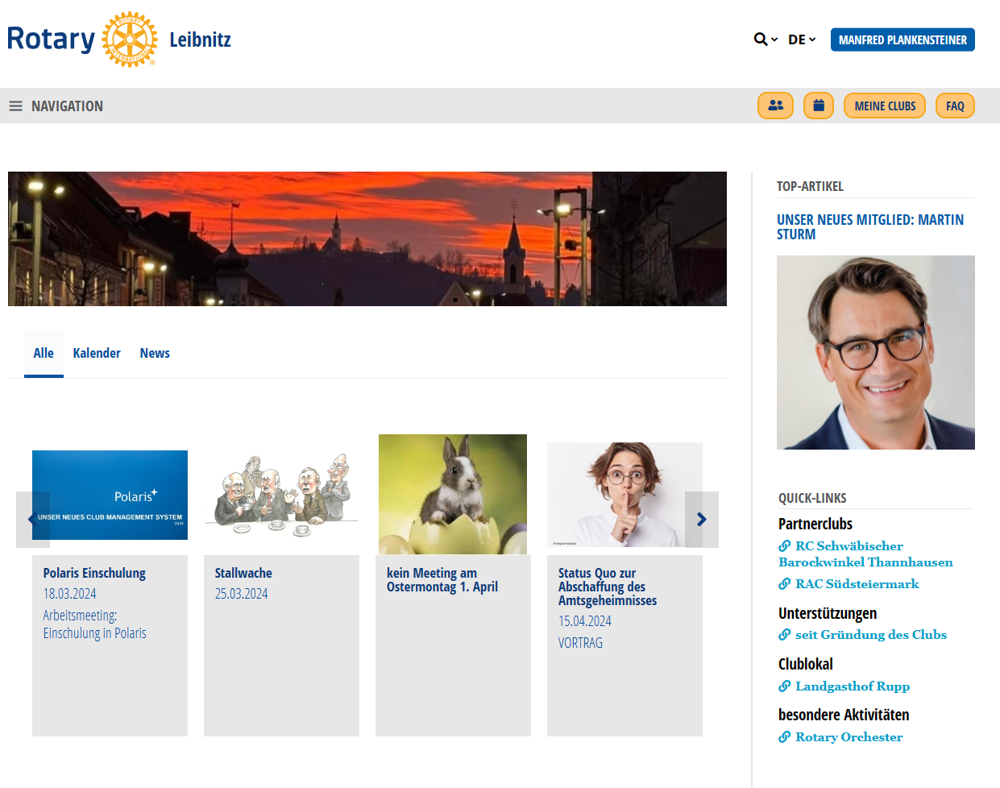 Rotary
ROTARY
INTERNATIONAL
Leibnitz
DE
MANFRED PLANKENSTEINER
NAVIGATION
MEINE CLUBS
FAQ
TOP-ARTIKEL
UNSER NEUES MITGLIED: MARTIN
STURM
Alle
Kalender
News
Polaris
UNSER NEUES CLUB MANAGEMENT SYSTEM
Polaris Einschulung
18.03.2024
Arbeitsmeeting:
Einschulung in Polaris
Stallwache
25.03.2024
kein Meeting am
Ostermontag 1. April
Status Quo zur
Abschaffung des
Amtsgeheimnisses
15.04.2024
VORTRAG
QUICK-LINKS
Partnerclubs
RC Schwäbischer
Barockwinkel Thannhausen
RAC Südsteiermark
Unterstützungen
seit Gründung des Clubs
Clublokal
Landgasthof Rupp
besondere Aktivitäten
Rotary Orchester